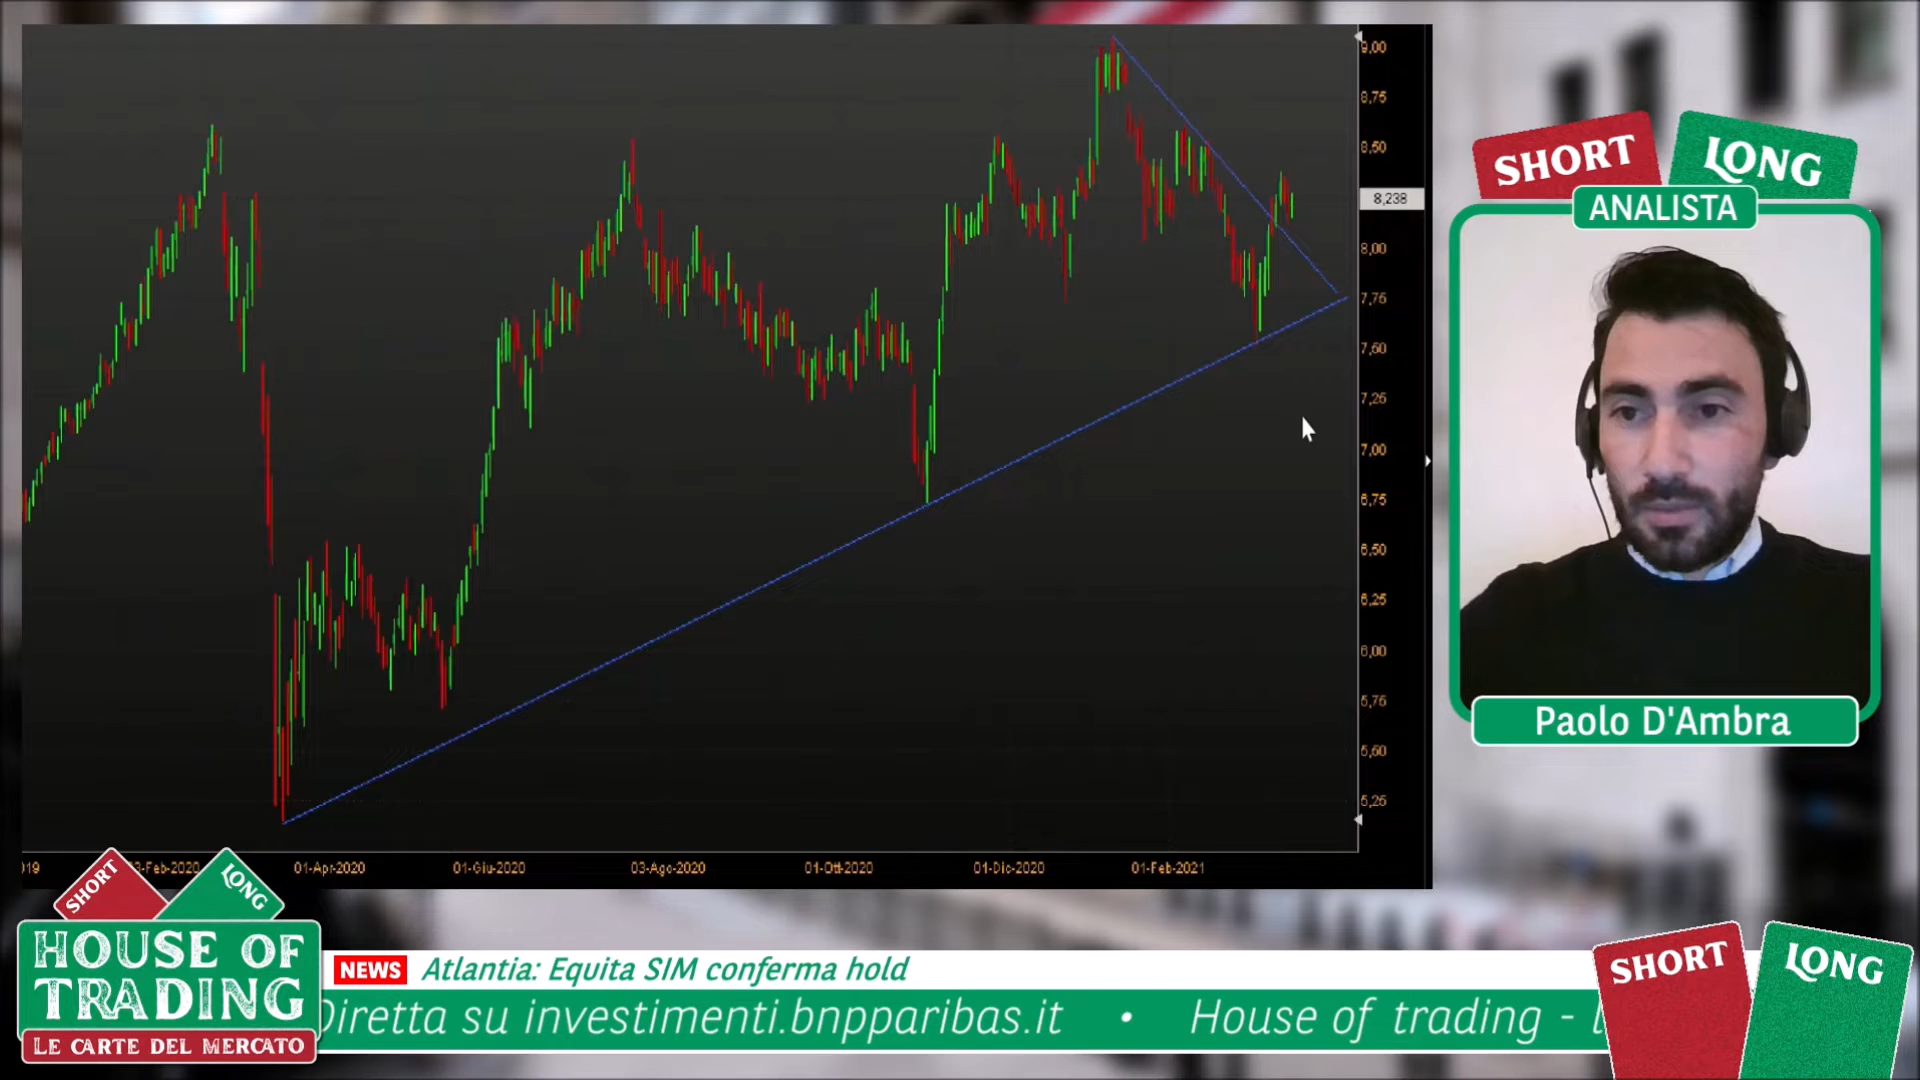 9,00
8,75
8,50
8,238
8,00
7,75
7,50
7,25
7,00
6,75
6,50
6,25
6,00
5,75
5,50
5,25
019
3-Feb-2020
01-Apr-2020
01-Giu-2020
03-Ago-2020
01-Ott-2020
01-Dic-2020
01-Feb-2021
SHORT
LONG
ANALISTA
Paolo D'Ambra
SHORT
LONG
HOUSE OF
TRADING
LE CARTE DEL MERCATO
NEWS Atlantia: Equita SIM conferma hold
Diretta su investimenti.bnpparibas.it • House of trading -
SHORT
LONG